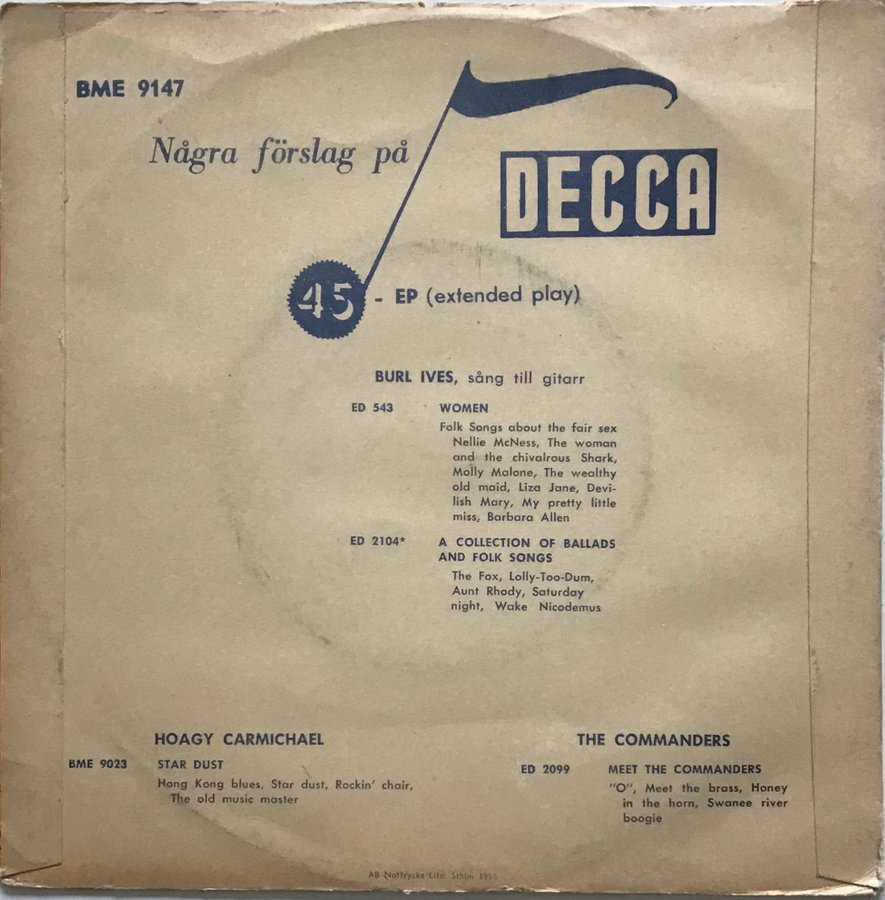 BME 9147
Några förslag på
DECCA
45 - EP (extended play)
BURL IVES, sång till gitarr
ED 543 WOMEN
Folk Songs about the fair sex
Nellie McNess, The woman
and the chivalrous Shark,
Molly Malone, The wealthy
old maid, Liza Jane, Devi-
lish Mary, My pretty little
miss, Barbara Allen
ED 2104* A COLLECTION OF BALLADS
AND FOLK SONGS
The Fox, Lolly-Too-Dum,
Aunt Rhody, Saturday
night, Wake Nicodemus
HOAGY CARMICHAEL
BME 9023 STAR DUST
Hong Kong blues, Star dust, Rockin' chair,
The old music master
THE COMMANDERS
ED 2099 MEET THE COMMANDERS
"O", Meet the brass, Honey
in the horn, Swanee river
boogie
AB Nottrycks Lito, Sthlm